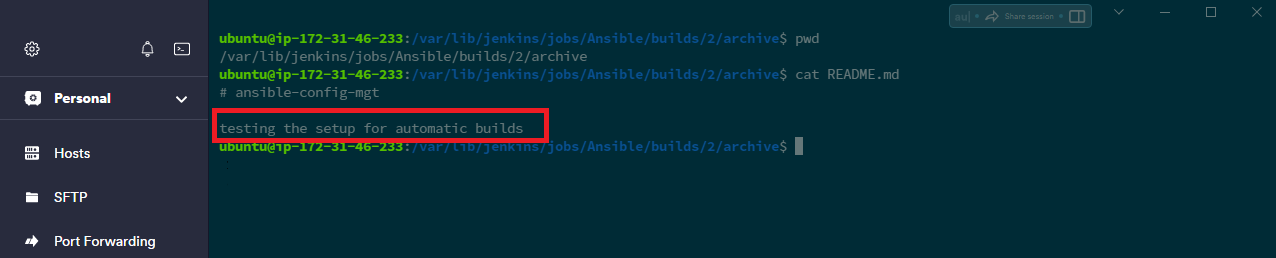 au| Share session
Personal
Hosts
SFTP
Port Forwarding
ubuntu@ip-172-31-46-233:/var/lib/jenkins/jobs/Ansible/builds/2/archive$ pwd
/var/lib/jenkins/jobs/Ansible/builds/2/archive
ubuntu@ip-172-31-46-233:/var/lib/jenkins/jobs/Ansible/builds/2/archive$ cat README.md
# ansible-config-mgt
testing the setup for automatic builds
ubuntu@ip-172-31-46-233:/var/lib/jenkins/jobs/Ansible/builds/2/archive$